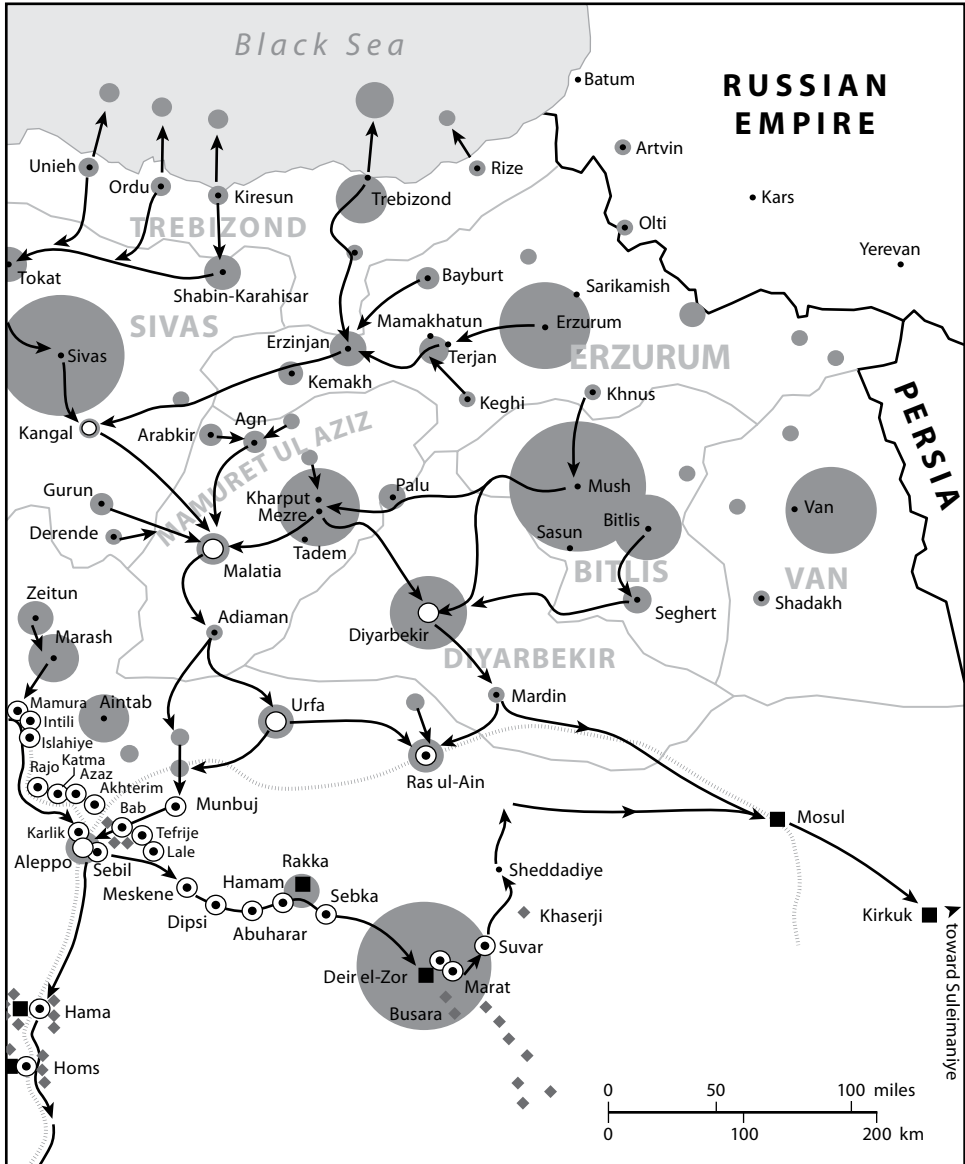 Black Sea
Batum
RUSSIAN
EMPIRE
Artvin
Unieh
Ordu
Kiresun
Trebizond
Rize
Kars
TREBIZOND
Olti
Yerevan
Tokat
Shabin-Karahisar
Bayburt
Sarikamish
SIVAS
Mamakhatun
Erzurum
Sivas
Erzinjan
Terjan
ERZURUM
Kemakh
Keghi
Khnus
PERSIA
Kangal
Arabkir
Agn
MAMURET UL AZIZ
Gurun
Kharput
Mezre
Palu
Mush
Van
Derende
Tadem
Sasun
Bitlis
Malatia
BITLIS
VAN
Zeitun
Adiaman
Diyarbekir
Seghert
Shadakh
Marash
DIYARBEKIR
Mamura
Aintab
Urfa
Mardin
Intili
Islahiye
Katma
Rajo
Azaz
Akhterim
Ras ul-Ain
Bab
Munbuj
Karlik
Tefrije
Mosul
Aleppo
Sebil
Lale
Rakka
Sheddadiye
Meskene
Hamam
Sebka
Dipsi
Abuharar
Khaserji
Kirkuk
toward Suleimaniye
Suvar
Deir el-Zor
Marat
Hama
Busara
Homs
0 50 100 miles
0 100 200 km